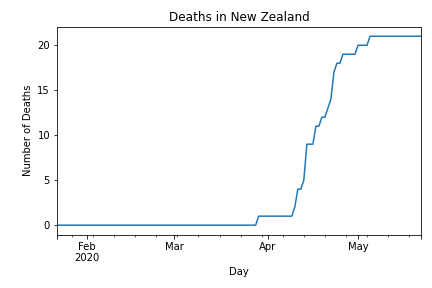 Deaths in New Zealand
Number of Deaths
20
15
10
5
0
Feb
2020
Mar
Apr
May
Day